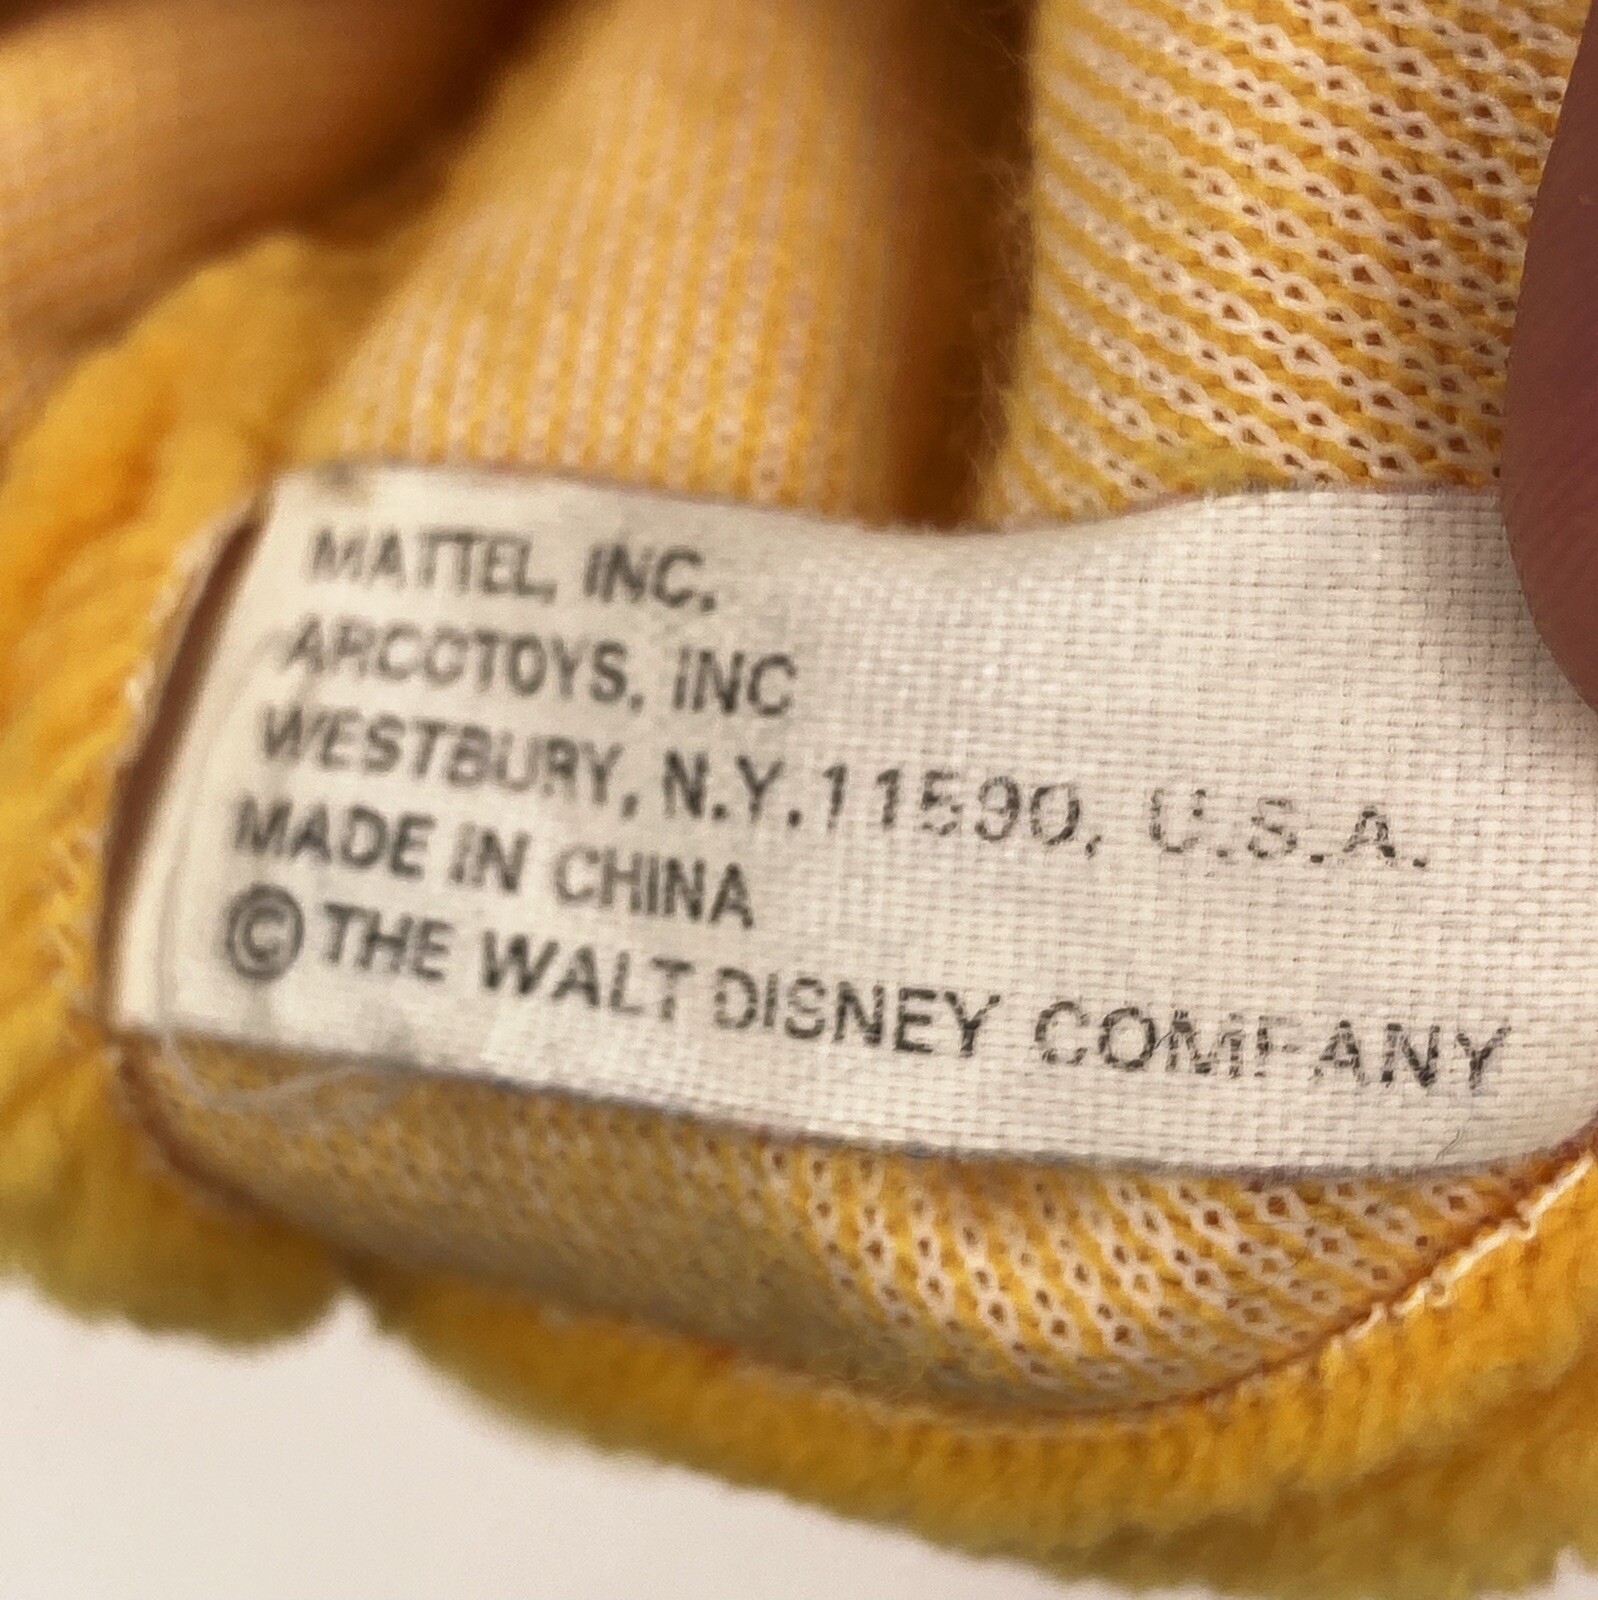 MATTEL, INC.
ARCOTOYS, INC
WESTBURY, N.Y.11590, U.S.A.
MADE IN CHINA
© THE WALT DISNEY COMPANY